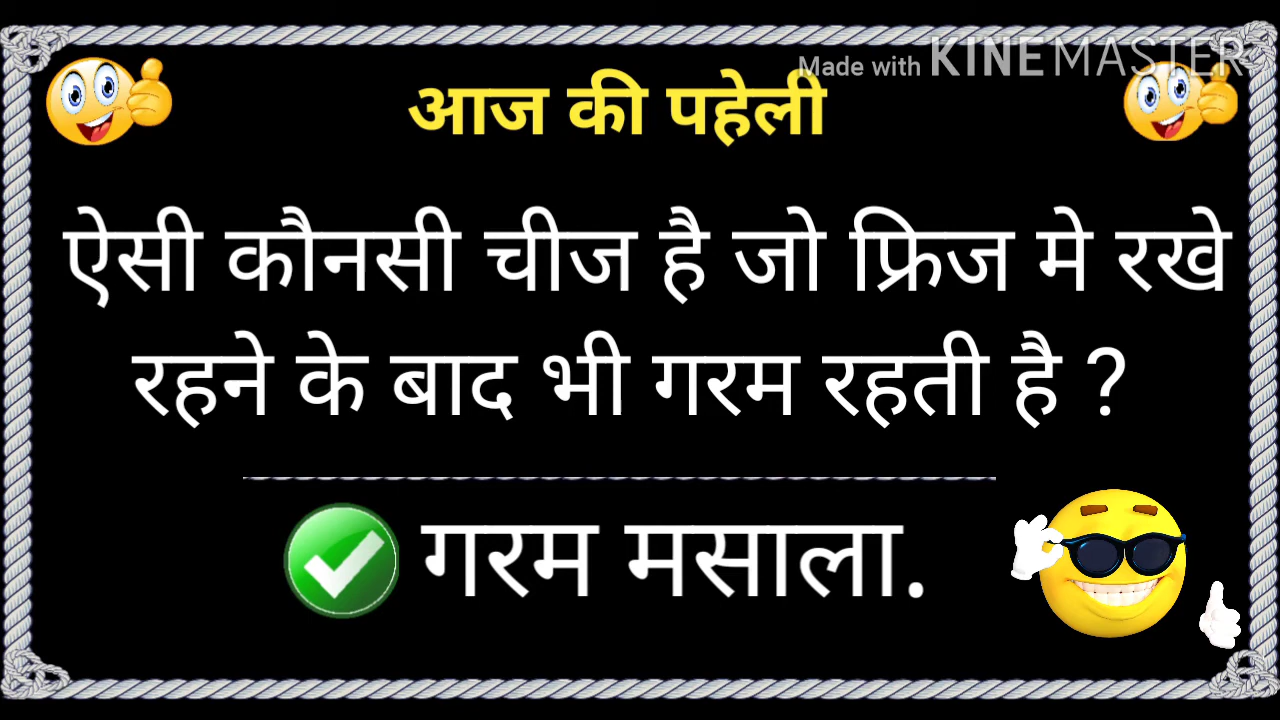 Made with KINEMASTER
आज की पहेली
ऐसी कौनसी चीज है जो फ्रिज मे रखे
रहने के बाद भी गरम रहती है ?
गरम मसाला.